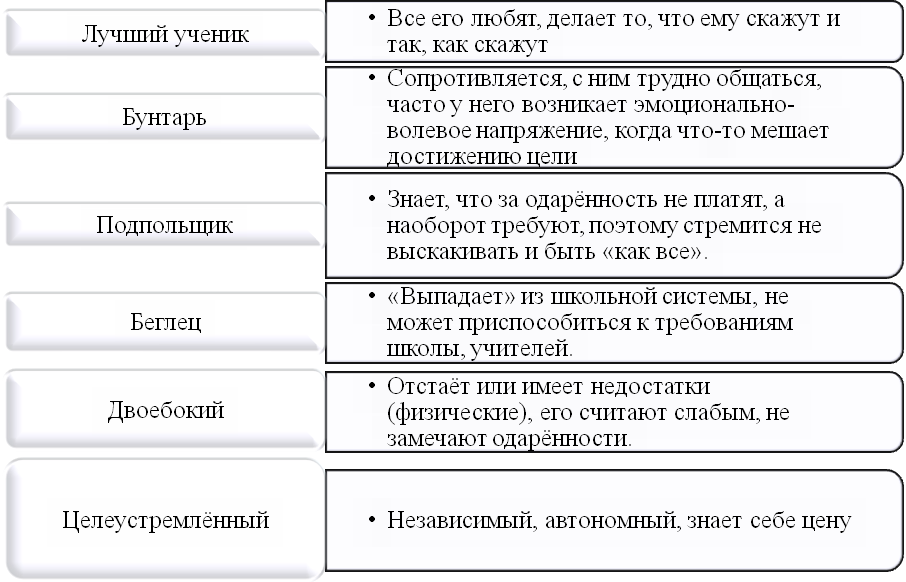 Лучший ученик
• Все его любят, делает то, что ему скажут и
так, как скажут
Бунтарь
• Сопротивляется, с ним трудно общаться,
часто у него возникает эмоционально-
волевое напряжение, когда что-то мешает
достижению цели
Подпольщик
• Знает, что за одарённость не платят, а
наоборот требуют, поэтому стремится не
выскакивать и быть «как все».
Беглец
• «Выпадает» из школьной системы, не
может приспособиться к требованиям
школы, учителей.
Двоебокий
• Отстаёт или имеет недостатки
(физические), его считают слабым, не
замечают одарённости.
Целеустремлённый
• Независимый, автономный, знает себе цену